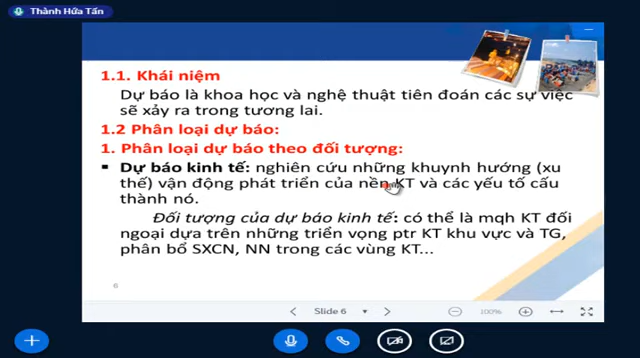 Thành Hứa Tấn
1.1. Khái niệm
Dự báo là khoa học và nghệ thuật tiên đoán các sự việc
sẽ xảy ra trong tương lai.
1.2 Phân loại dự báo:
1. Phân loại dự báo theo đối tượng:
Dự báo kinh tế: nghiên cứu những khuynh hướng (xu
thế) vận động phát triển của nền KT và các yếu tố cấu
thành nó.
Đối tượng của dự báo kinh tế: có thể là mqh KT đối
ngoại dựa trên những triển vọng ptr KT khu vực và TG,
phân bổ SXCN, NN trong các vùng KT...
6
Slide 6
100%